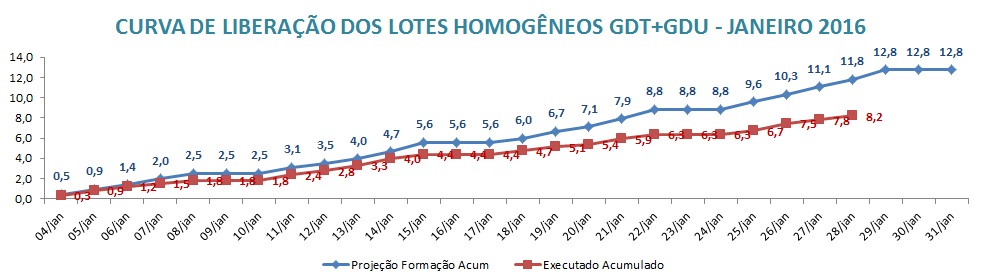 CURVA DE LIBERAÇÃO DOS LOTES HOMOGÊNEOS GDT+GDU - JANEIRO 2016
14,0
12,0
10,0
8,0
6,0
4,0
2,0
0,0
0,5 0,9 1,4 2,0 2,5 2,5 2,5 3,1 3,5 4,0 4,7 5,6 5,6 5,6 6,0 6,7 7,1 7,9 8,8 8,8 8,8 9,6 10,3 11,1 11,8 12,8 12,8 12,8
0,3 0,9 1,2 1,5 1,8 1,8 1,8 2,4 2,8 3,3 4,0 4,4 4,4 4,4 4,7 5,1 5,4 5,9 6,3 6,3 6,3 6,7 7,5 7,8 8,2
04/jan 05/jan 06/jan 07/jan 08/jan 09/jan 10/jan 11/jan 12/jan 13/jan 14/jan 15/jan 16/jan 17/jan 18/jan 19/jan 20/jan 21/jan 22/jan 23/jan 24/jan 25/jan 26/jan 27/jan 28/jan 29/jan 30/jan 31/jan
Projeção Formação Acum Executado Acumulado